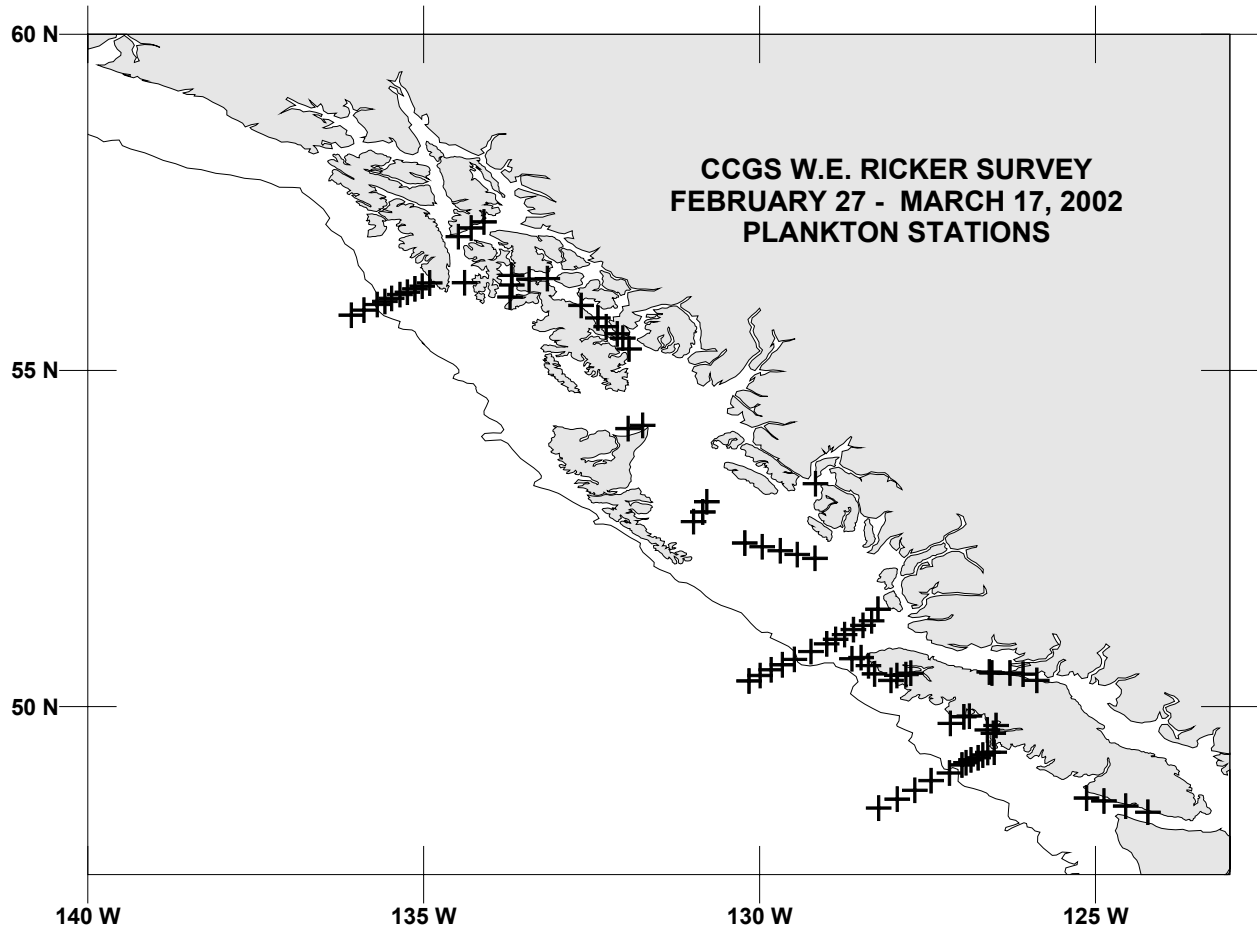 60 N
CCGS W.E. RICKER SURVEY
FEBRUARY 27 - MARCH 17, 2002
PLANKTON STATIONS
55 N
50 N
140 W
135 W
130 W
125 W